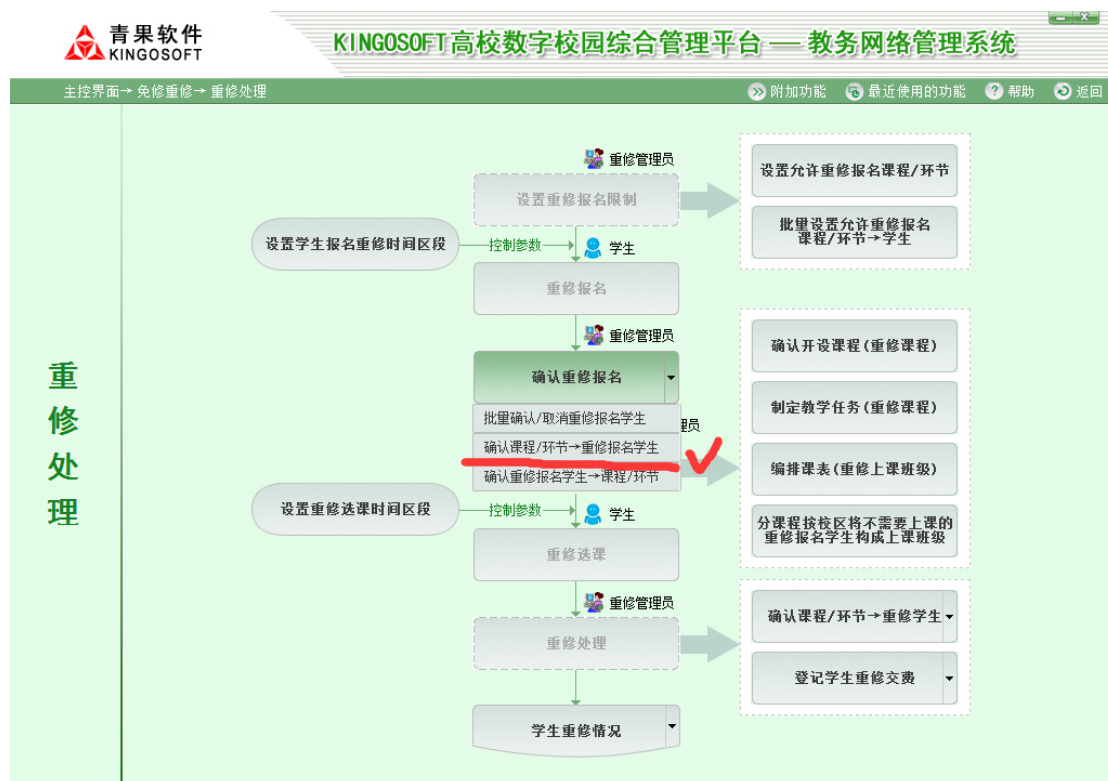 青果软件
KINGOSOFT
KINGOSOFT高校数字校园综合管理平台 — 教务网络管理系统
主控界面→ 免修重修→ 重修处理
附加功能
最近使用的功能
帮助
返回
重修处理
重修管理员
设置重修报名限制
设置允许重修报名课程/环节
批量设置允许重修报名
课程/环节→学生
设置学生报名重修时间区段
控制参数
学生
重修报名
重修管理员
确认重修报名
批量确认/取消重修报名学生
确认课程/环节→重修报名学生
确认重修报名学生→课程/环节
理员
确认开设课程(重修课程)
制定教学任务(重修课程)
编排课表(重修上课班级)
分课程按校区将不需要上课的
重修报名学生构成上课班级
设置重修选课时间区段
控制参数
学生
重修选课
重修管理员
重修处理
确认课程/环节→重修学生
登记学生重修交费
学生重修情况